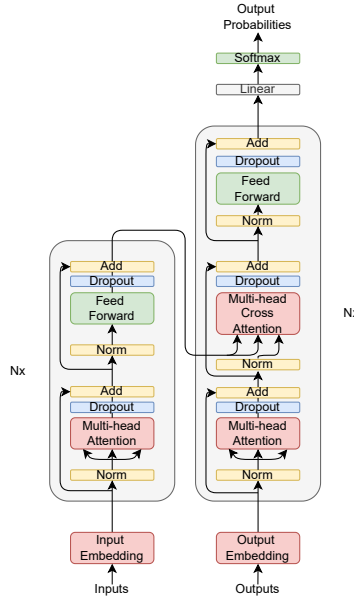 Output
Probabilities
Softmax
Linear
Add
Dropout
Feed
Forward
Norm
Add
Dropout
Multi-head
Cross
Attention
Norm
Add
Dropout
Multi-head
Attention
Norm
Output
Embedding
Outputs
Add
Dropout
Feed
Forward
Norm
Add
Dropout
Multi-head
Attention
Norm
Input
Embedding
Inputs
Nx